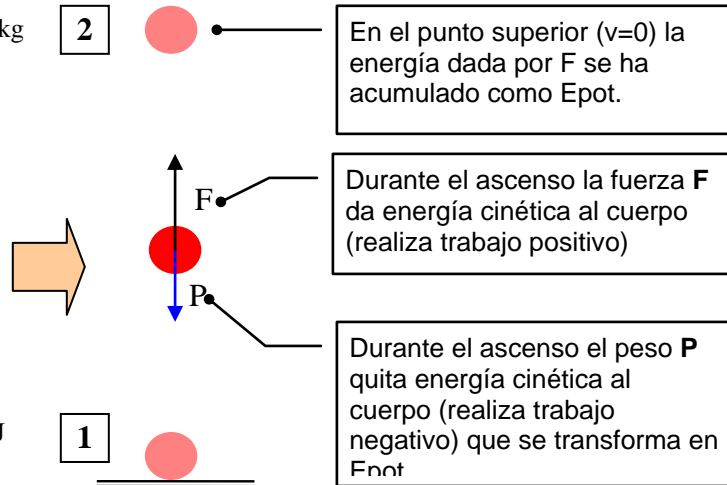 kg
2
En el punto superior (v=0) la
energía dada por F se ha
acumulado como Epot.
F
Durante el ascenso la fuerza F
da energía cinética al cuerpo
(realiza trabajo positivo)
P
Durante el ascenso el peso P
quita energía cinética al
cuerpo (realiza trabajo
negativo) que se transforma en
Epot
1